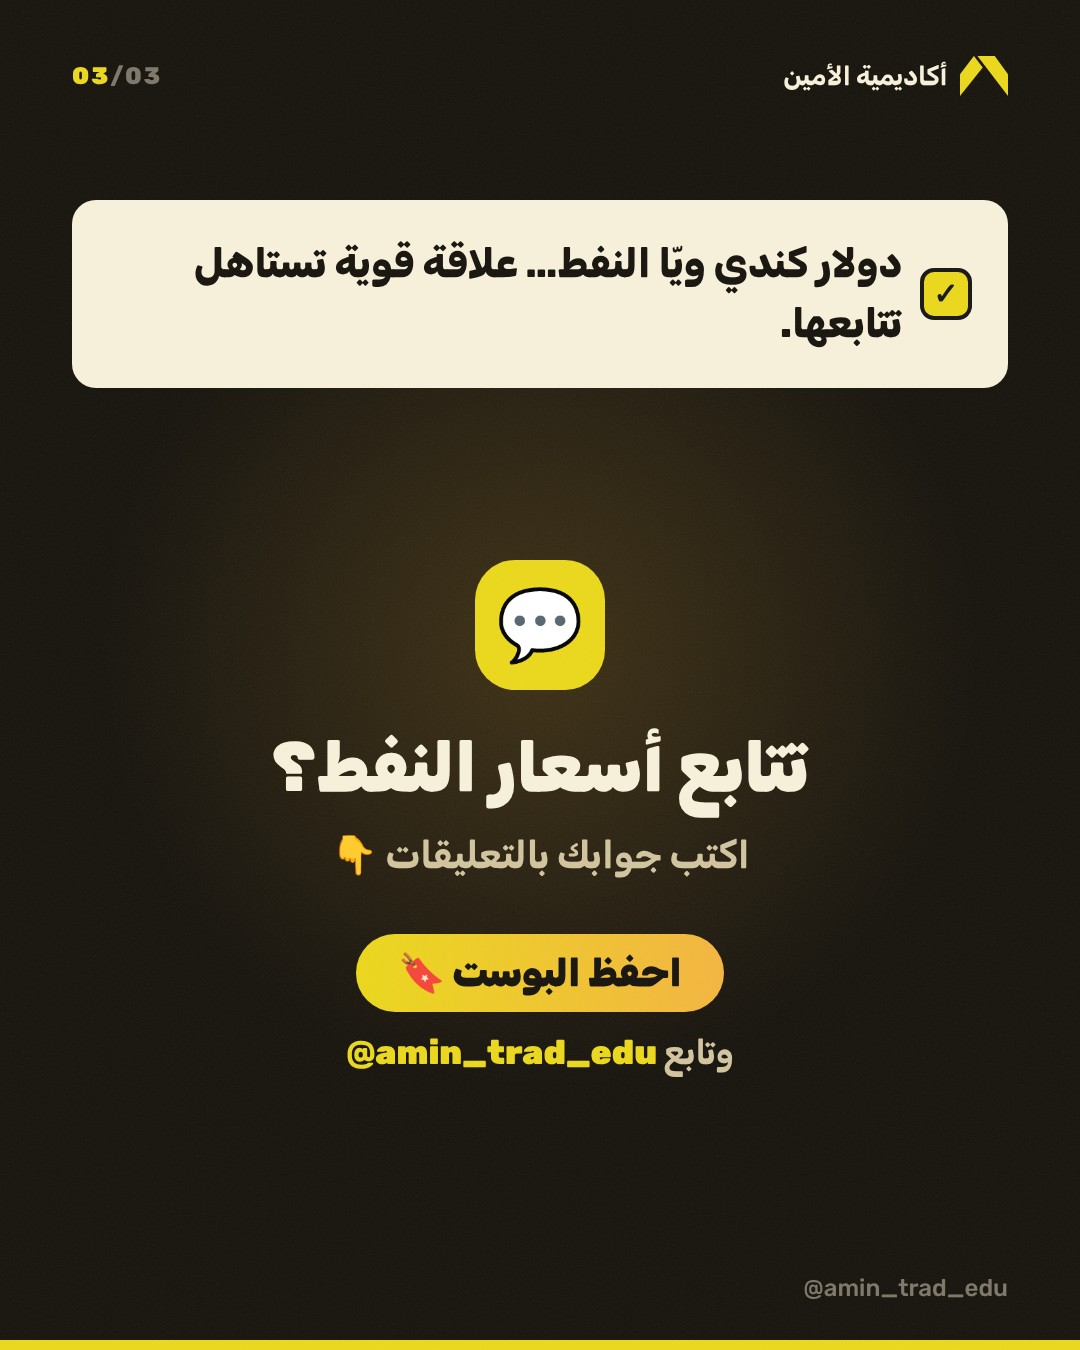 أكاديمية الأمين
03/03
دولار كندي ويّا النفط... علاقة قوية تستاهل
تتابعها.
تتابع أسعار النفط؟
اكتب جوابك بالتعليقات 👇
احفظ البوست 🔖
وتابع @amin_trad_edu
@amin_trad_edu